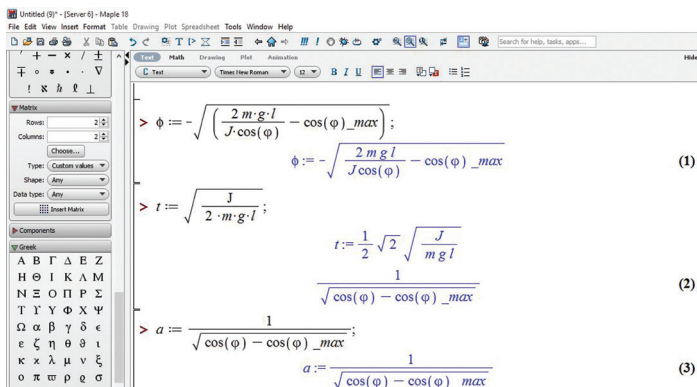 Untitled (9)* - [Server 6] - Maple 18
File Edit View Insert Format Table Drawing Plot Spreadsheet Tools Window Help
Search for help, tasks, apps...
Text Math Drawing Plot Animation
Hide
C Text Times New Roman 12 B I U
' + − × / ±
∓ ∘ * · . ∇
! ℵ ℏ ℓ ⊥
Matrix
Rows: 2
Columns: 2
Choose...
Type: Custom values
Shape: Any
Data type: Any
Insert Matrix
Components
Greek
Α Β Γ Δ Ε Ζ
Η Θ Ι Κ Λ Μ
Ν Ξ Ο Π Ρ Σ
Τ Υ ϒ Φ Χ Ψ
Ω α β γ δ ϵ
ε ζ η θ ϑ ι
κ ϰ λ μ ν ξ
ο π ϖ ρ ϱ σ
> ϕ := -√((2 m·g·l)/(J·cos(φ)) − cos(φ)_max);
ϕ := -√((2 m g l)/(J cos(φ)) − cos(φ) _max) (1)
> t := √(J/(2 ·m·g·l));
t := 1/2 √2 √(J/(m g l))
1/√(cos(φ) − cos(φ) _max) (2)
> a := 1/√(cos(φ) − cos(φ) _max);
a := 1/√(cos(φ) − cos(φ) max) (3)